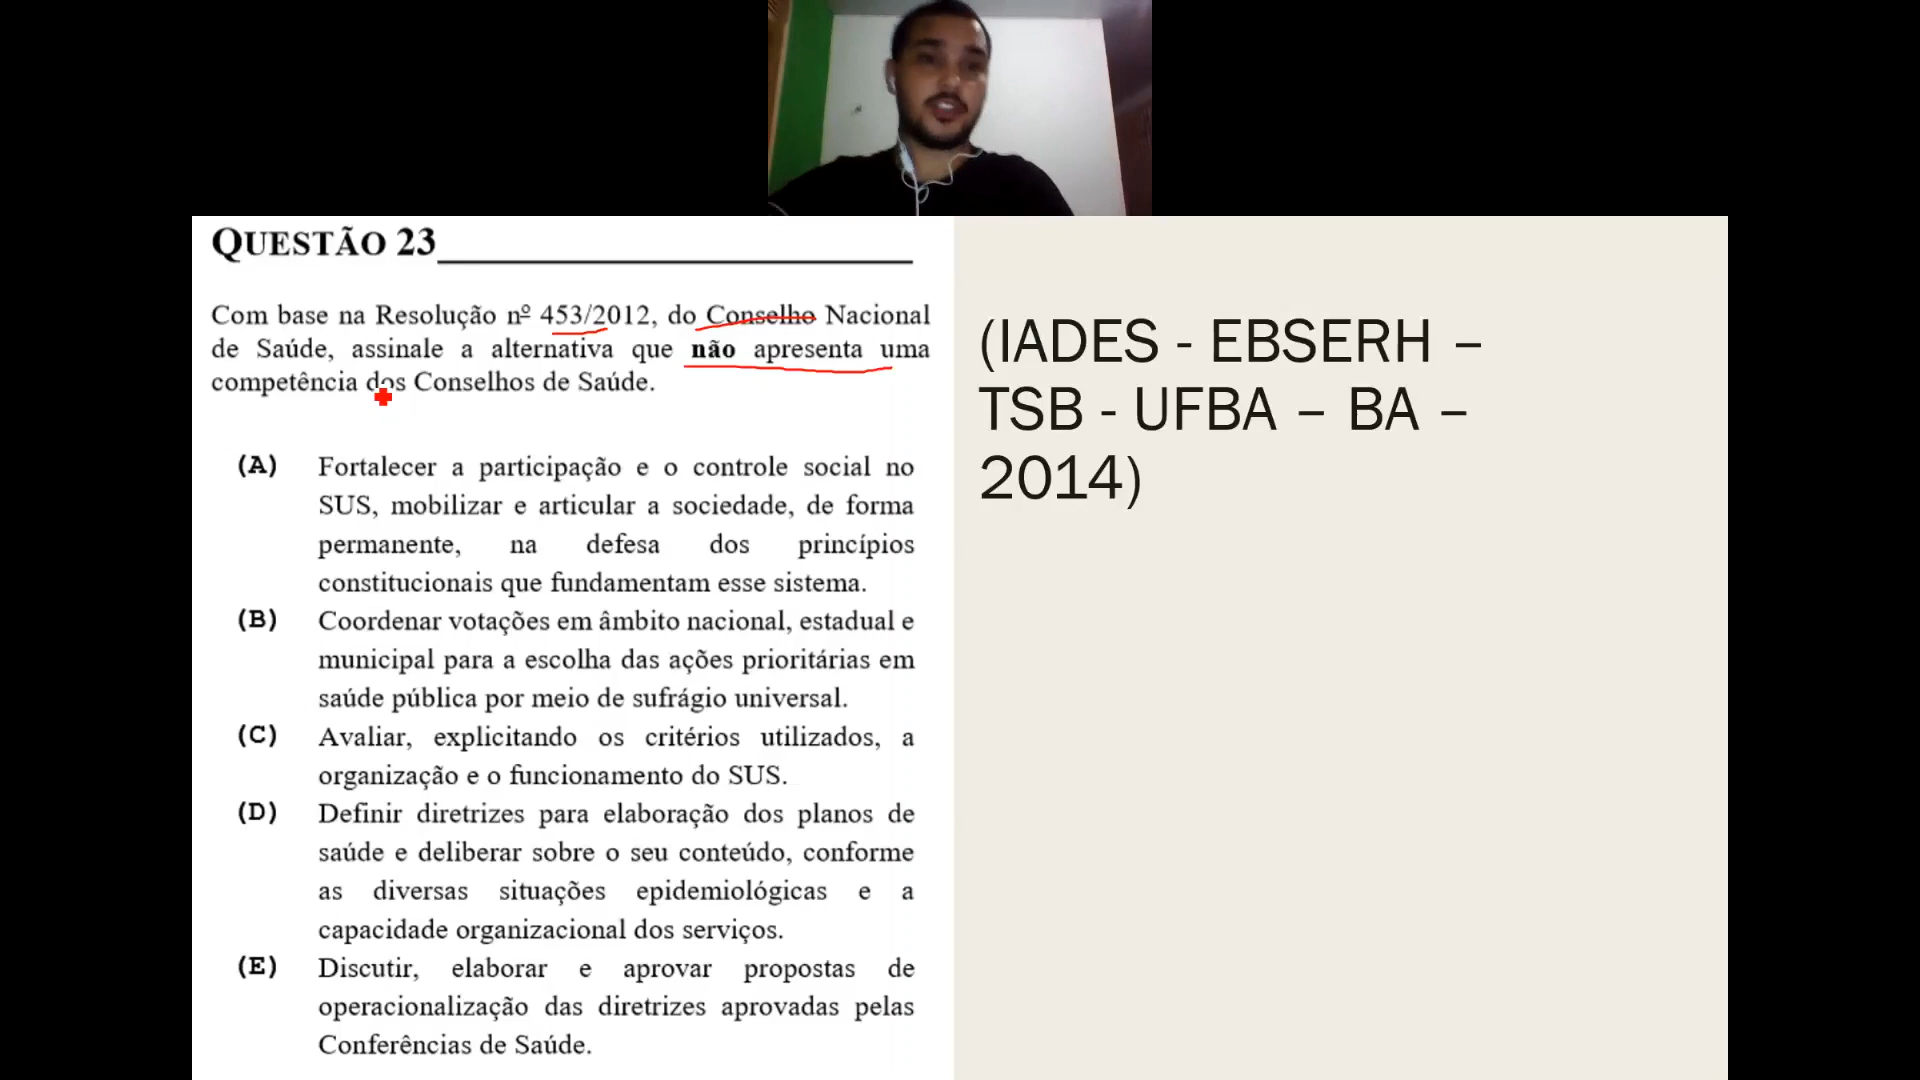 QUESTÃO 23
Com base na Resolução nº 453/2012, do Conselho Nacional
de Saúde, assinale a alternativa que não apresenta uma
competência dos Conselhos de Saúde.
(A) Fortalecer a participação e o controle social no
SUS, mobilizar e articular a sociedade, de forma
permanente, na defesa dos princípios
constitucionais que fundamentam esse sistema.
(B) Coordenar votações em âmbito nacional, estadual e
municipal para a escolha das ações prioritárias em
saúde pública por meio de sufrágio universal.
(C) Avaliar, explicitando os critérios utilizados, a
organização e o funcionamento do SUS.
(D) Definir diretrizes para elaboração dos planos de
saúde e deliberar sobre o seu conteúdo, conforme
as diversas situações epidemiológicas e a
capacidade organizacional dos serviços.
(E) Discutir, elaborar e aprovar propostas de
operacionalização das diretrizes aprovadas pelas
Conferências de Saúde.
(IADES - EBSERH –
TSB - UFBA – BA –
2014)